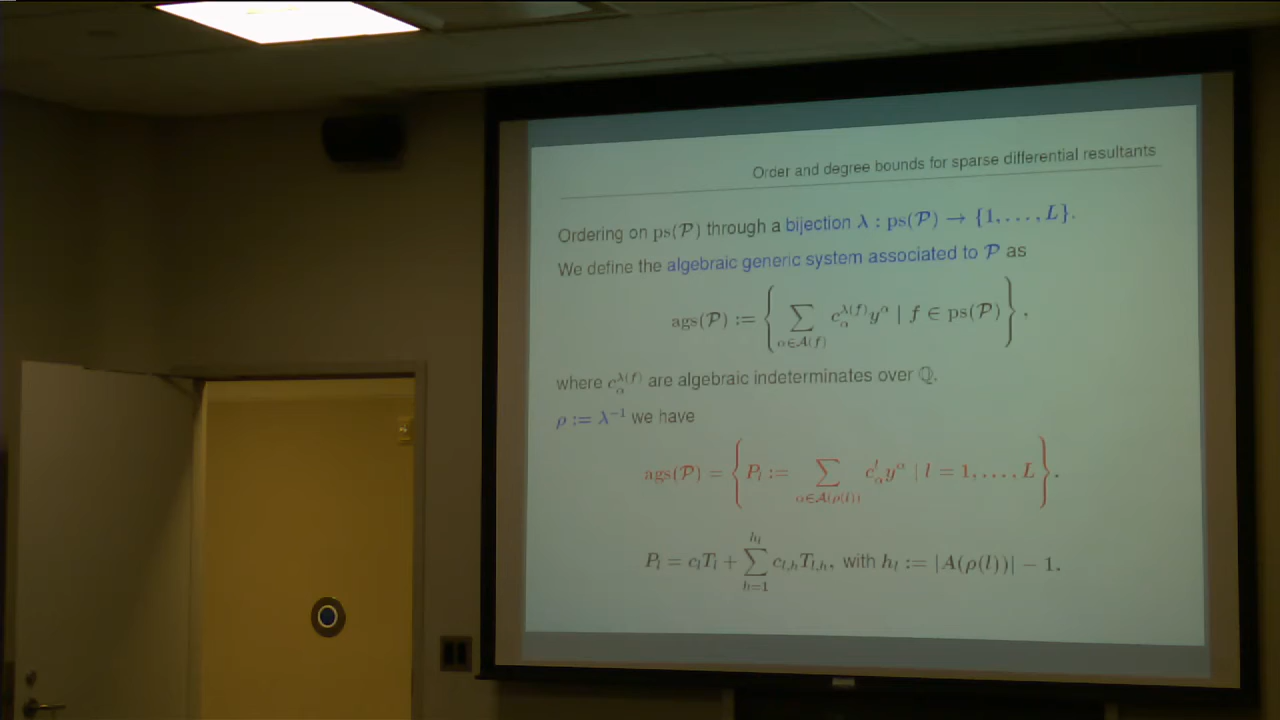 Order and degree bounds for sparse differential resultants
Ordering on ps(𝒫) through a bijection λ : ps(𝒫) → {1, . . . , L}.
We define the algebraic generic system associated to 𝒫 as
ags(𝒫) := { ∑_{α∈𝒜(f)} c_α^{λ(f)} y^α | f ∈ ps(𝒫) } ,
where c_α^{λ(f)} are algebraic indeterminates over ℚ.
ρ := λ^{−1} we have
ags(𝒫) = { P_l := ∑_{α∈𝒜(ρ(l))} c_α^l y^α | l = 1, . . . , L } .
P_l = c_l T_l + ∑_{h=1}^{h_l} c_{l,h} T_{l,h}, with h_l := |A(ρ(l))| − 1.